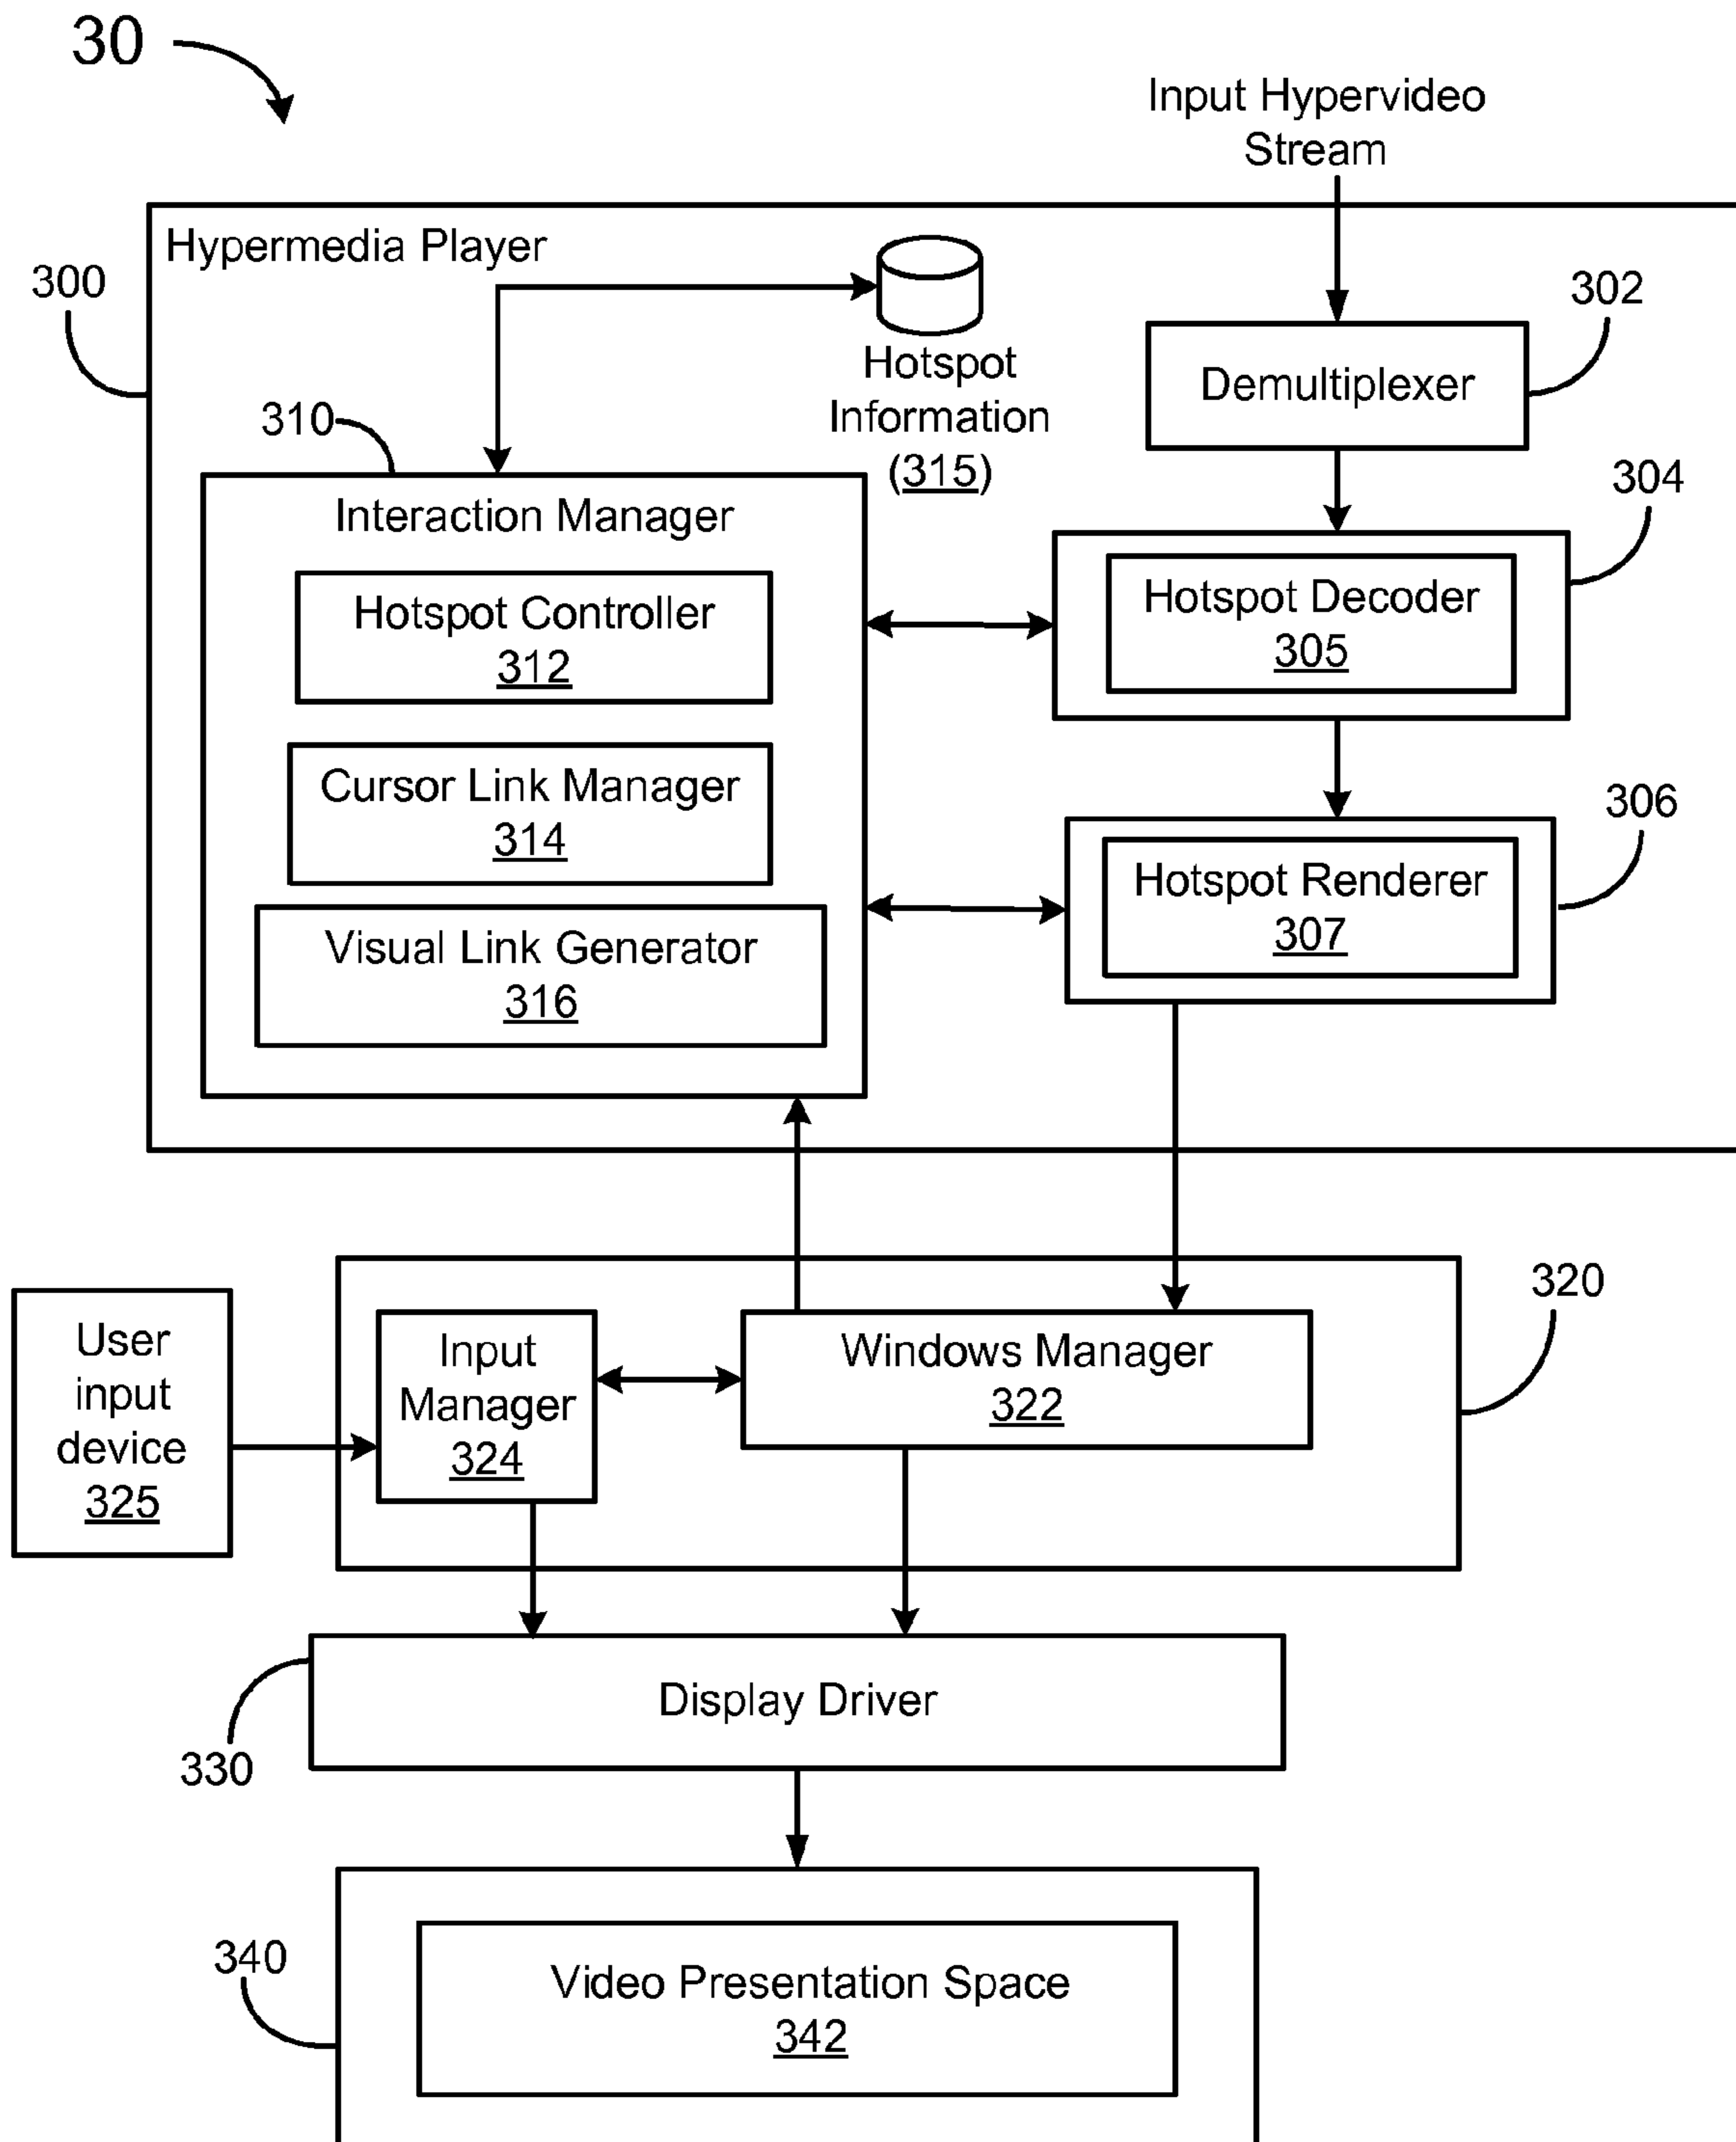 30
Input Hypervideo
Stream
Hypermedia Player
300
302
Demultiplexer
Hotspot
Information
(315)
310
304
Interaction Manager
Hotspot Controller
312
Hotspot Decoder
305
Cursor Link Manager
314
306
Hotspot Renderer
307
Visual Link Generator
316
320
User
input
device
325
Input
Manager
324
Windows Manager
322
Display Driver
330
340
Video Presentation Space
342